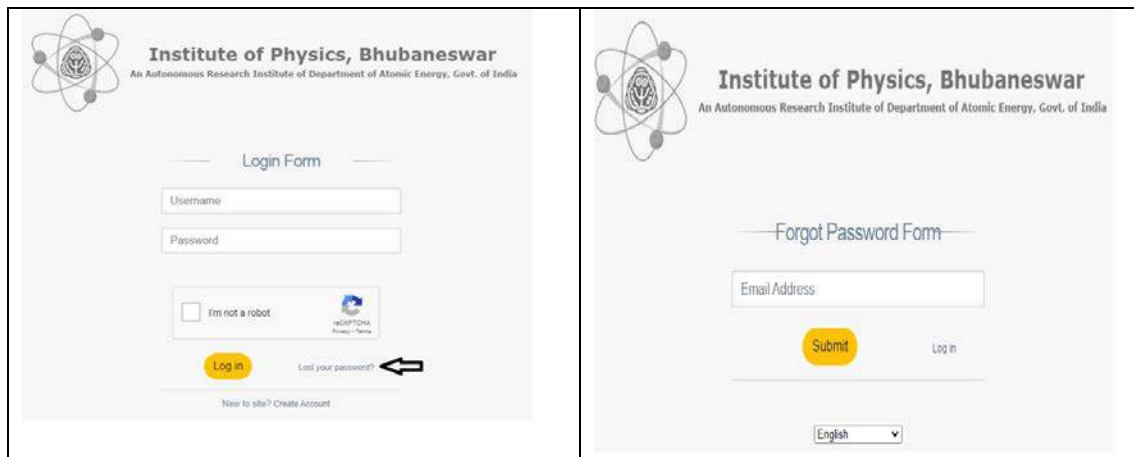 Institute of Physics, Bhubaneswar
An Autonomous Research Institute of Department of Atomic Energy, Govt. of India
Login Form
Username
Password
I'm not a robot
reCAPTCHA
Privacy - Terms
Log in
Lost your password?
New to site? Create Account
Institute of Physics, Bhubaneswar
An Autonomous Research Institute of Department of Atomic Energy, Govt. of India
Forgot Password Form
Email Address
Submit
Log in
English